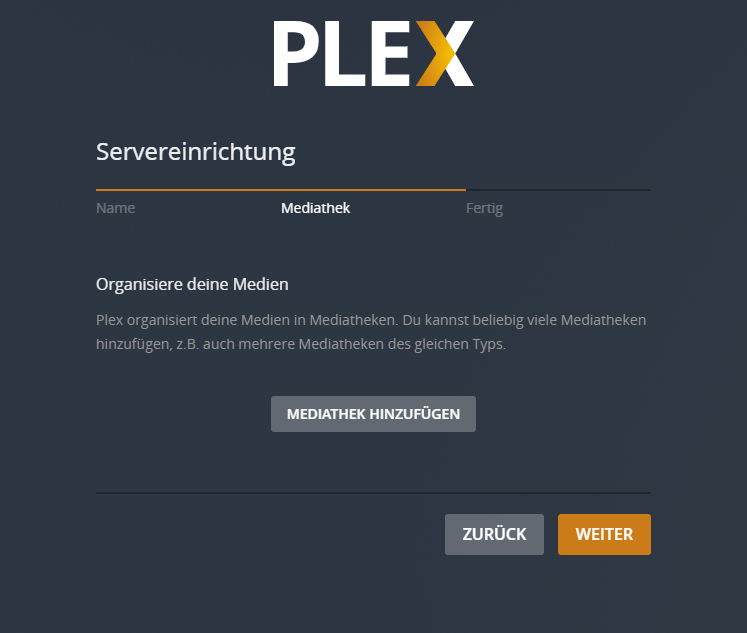 PLEX
Servereinrichtung
Name
Mediathek
Fertig
Organisiere deine Medien
Plex organisiert deine Medien in Mediatheken. Du kannst beliebig viele Mediatheken
hinzufügen, z.B. auch mehrere Mediatheken des gleichen Typs.
MEDIATHEK HINZUFÜGEN
ZURÜCK
WEITER